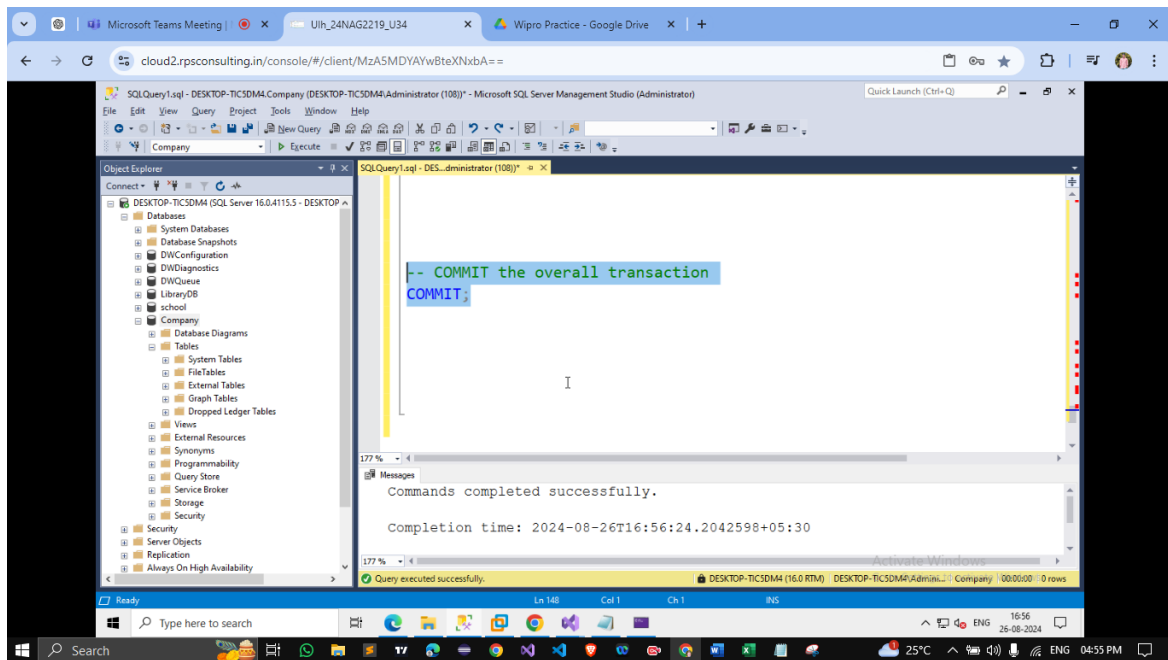 Microsoft Teams Meeting |
Ulh_24NAG2219_U34
Wipro Practice - Google Drive
cloud2.rpsconsulting.in/console/#/client/MzA5MDYAYwBteXNxbA==
SQLQuery1.sql - DESKTOP-TIC5DM4.Company (DESKTOP-TIC5DM4\Administrator (108))* - Microsoft SQL Server Management Studio (Administrator)
Quick Launch (Ctrl+Q)
File Edit View Query Project Tools Window Help
New Query
Company
Execute
Object Explorer
SQLQuery1.sql - DES...dministrator (108))*
Connect
DESKTOP-TIC5DM4 (SQL Server 16.0.4115.5 - DESKTOP
Databases
System Databases
Database Snapshots
DWConfiguration
DWDiagnostics
DWQueue
LibraryDB
school
Company
Database Diagrams
Tables
System Tables
FileTables
External Tables
Graph Tables
Dropped Ledger Tables
Views
External Resources
Synonyms
Programmability
Query Store
Service Broker
Storage
Security
Security
Server Objects
Replication
Always On High Availability
-- COMMIT the overall transaction
COMMIT;
177 %
Messages
Commands completed successfully.
Completion time: 2024-08-26T16:56:24.2042598+05:30
177 %
Activate Windows
Query executed successfully.
DESKTOP-TIC5DM4 (16.0 RTM) DESKTOP-TIC5DM4\Adminis... Company 00:00:00 0 rows
Ready
Ln 148 Col 1 Ch 1 INS
Type here to search
ENG
16:56
26-08-2024
Search
25°C
ENG
04:55 PM